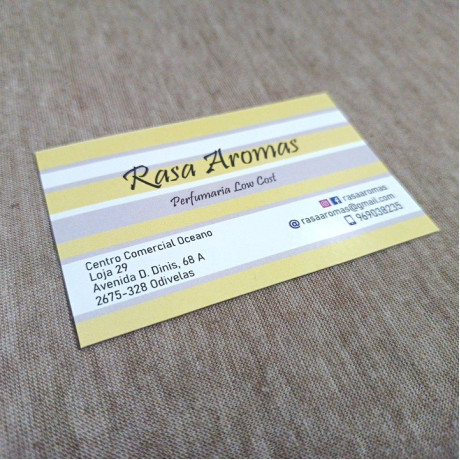 Rasa Aromas
Perfumaria Low Cost
rasaaromas
rasaaromas@gmail.com
969038235
Centro Comercial Oceano
Loja 29
Avenida D. Dinis, 68 A
2675-328 Odivelas